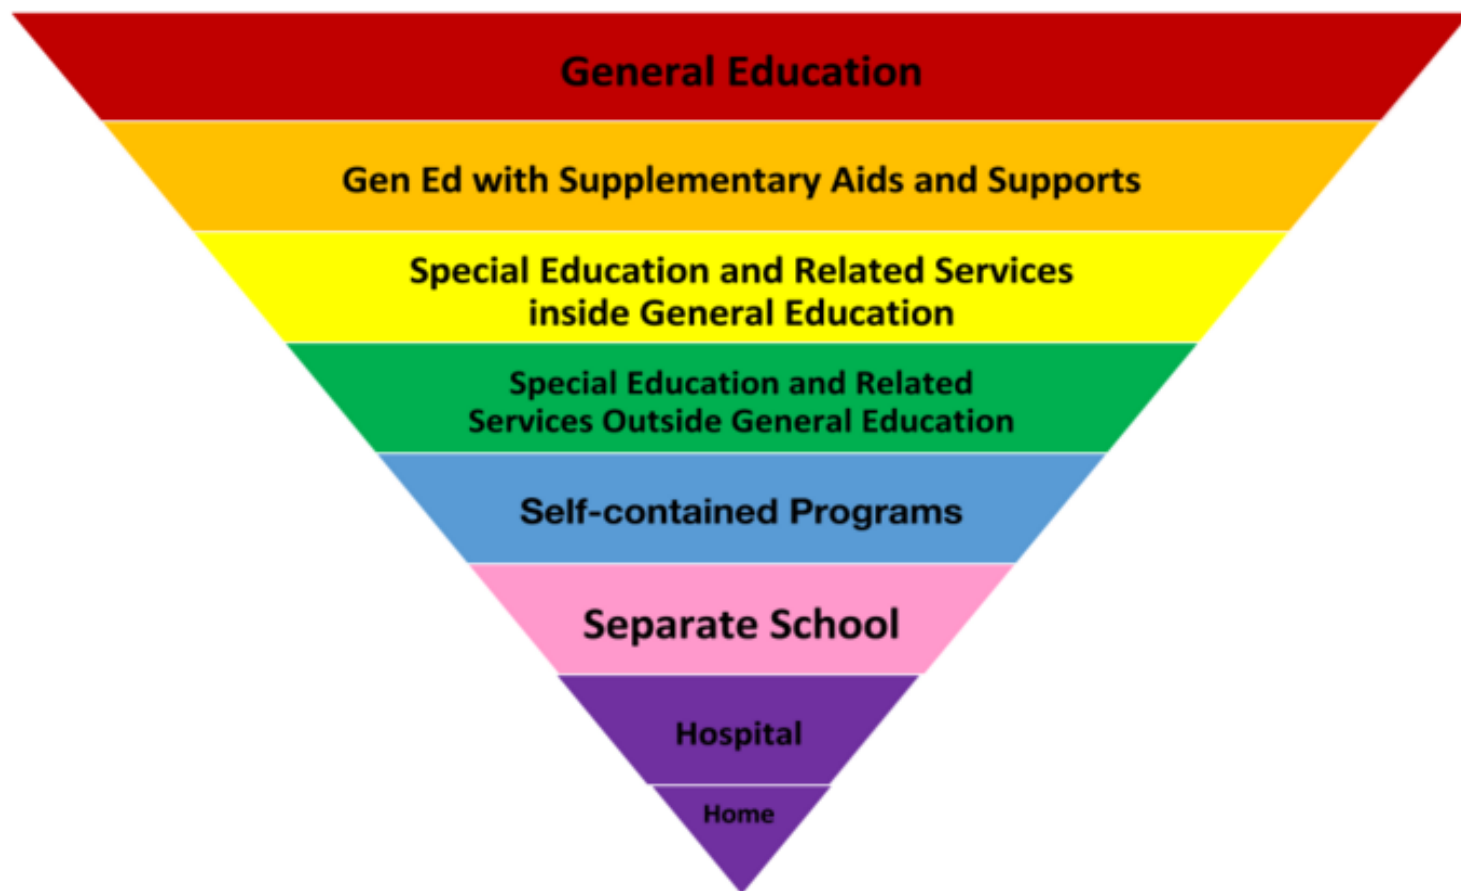 General Education
Gen Ed with Supplementary Aids and Supports
Special Education and Related Services
inside General Education
Special Education and Related
Services Outside General Education
Self-contained Programs
Separate School
Hospital
Home